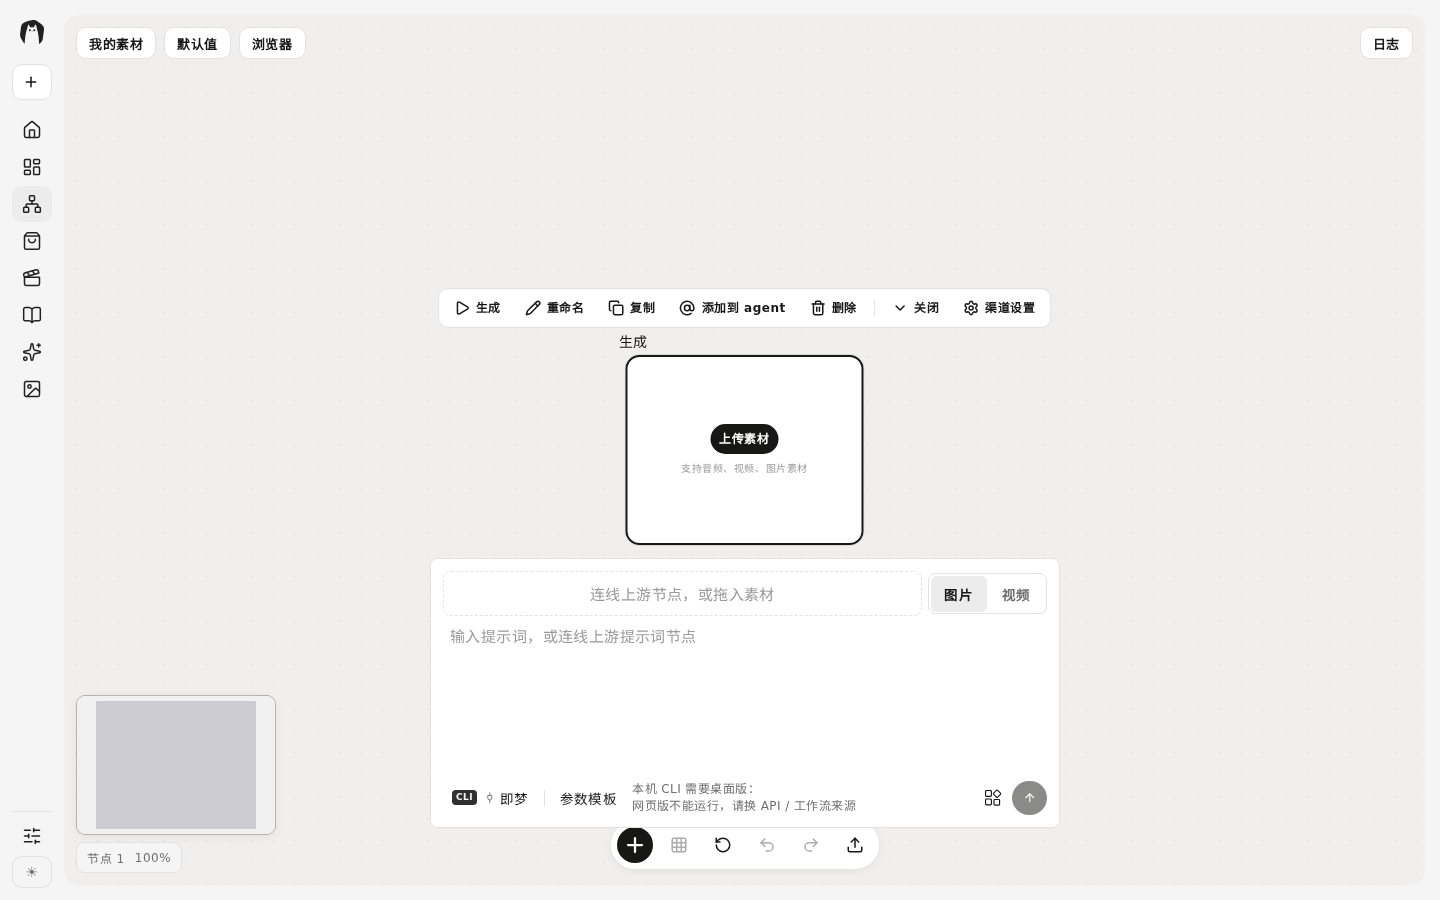 我的素材
默认值
浏览器
日志
生成
重命名
复制
添加到 agent
删除
关闭
渠道设置
生成
上传素材
支持音频、视频、图片素材
连线上游节点，或拖入素材
图片
视频
输入提示词，或连线上游提示词节点
CLI
即梦
参数模板
本机 CLI 需要桌面版：
网页版不能运行，请换 API / 工作流来源
节点 1
100%